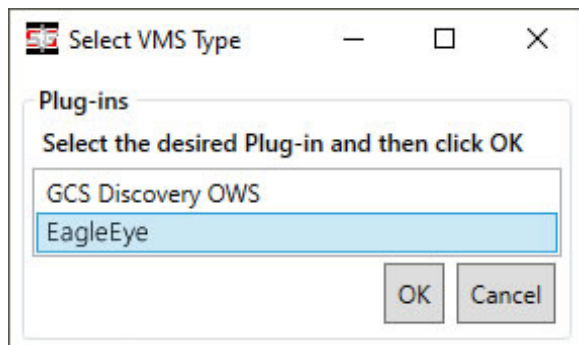 Select VMS Type
Plug-ins
Select the desired Plug-in and then click OK
GCS Discovery OWS
EagleEye
OK Cancel